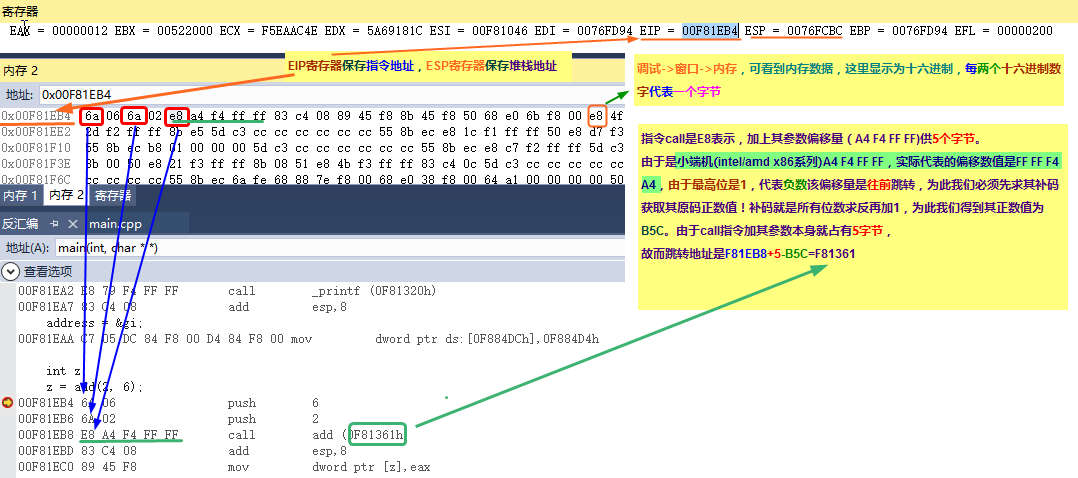 寄存器
EAX = 00000012 EBX = 00522000 ECX = F5EAAC4E EDX = 5A69181C ESI = 00F81046 EDI = 0076FD94 EIP = 00F81EB4 ESP = 0076FCBC EBP = 0076FD94 EFL = 00000200
EIP寄存器保存指令地址，ESP寄存器保存堆栈地址
调试->窗口->内存，可看到内存数据，这里显示为十六进制，每两个十六进制数
字代表一个字节
内存 2
地址: 0x00F81EB4
0x00F81EB4 6a 06 6a 02 e8 a4 f4 ff ff 83 c4 08 89 45 f8 8b 45 f8 50 68 e0 6b f8 00 e8 4f
0x00F81EE2 2d f2 ff ff 8b e5 5d c3 cc cc cc cc cc cc 55 8b ec e8 1c f1 ff ff 50 e8 d7 f3
0x00F81F10 55 8b ec b8 01 00 00 00 5d c3 cc cc cc cc cc cc 55 8b ec e8 c7 f2 ff ff 5d c3
0x00F81F3E 8b 00 50 e8 21 f3 ff ff 8b 08 51 e8 4b f3 ff ff 83 c4 0c 5d c3 cc cc cc cc cc
0x00F81F6C cc cc cc cc 55 8b ec 6a fe 68 88 7e f8 00 68 e0 38 f8 00 64 a1 00 00 00 00 50
内存 1 内存 2 寄存器
指令call是E8表示，加上其参数偏移量（A4 F4 FF FF)供5个字节。
由于是小端机(intel/amd x86系列)A4 F4 FF FF，实际代表的偏移数值是FF FF F4
A4，由于最高位是1，代表负数该偏移量是往前跳转，为此我们必须先求其补码
获取其原码正数值！补码就是所有位数求反再加1，为此我们得到其正数值为
B5C。由于call指令加其参数本身就占有5字节，
故而跳转地址是F81EB8+5-B5C=F81361
反汇编 main.cpp
地址(A): main(int, char * *)
查看选项
00F81EA2 E8 79 F4 FF FF call _printf (0F81320h)
00F81EA7 83 C4 08 add esp,8
address = &gi;
00F81EAA C7 05 DC 84 F8 00 D4 84 F8 00 mov dword ptr ds:[0F884DCh],0F884D4h
int z
z = add(2, 6);
00F81EB4 6A 06 push 6
00F81EB6 6A 02 push 2
00F81EB8 E8 A4 F4 FF FF call add (0F81361h
00F81EBD 83 C4 08 add esp,8
00F81EC0 89 45 F8 mov dword ptr [z],eax